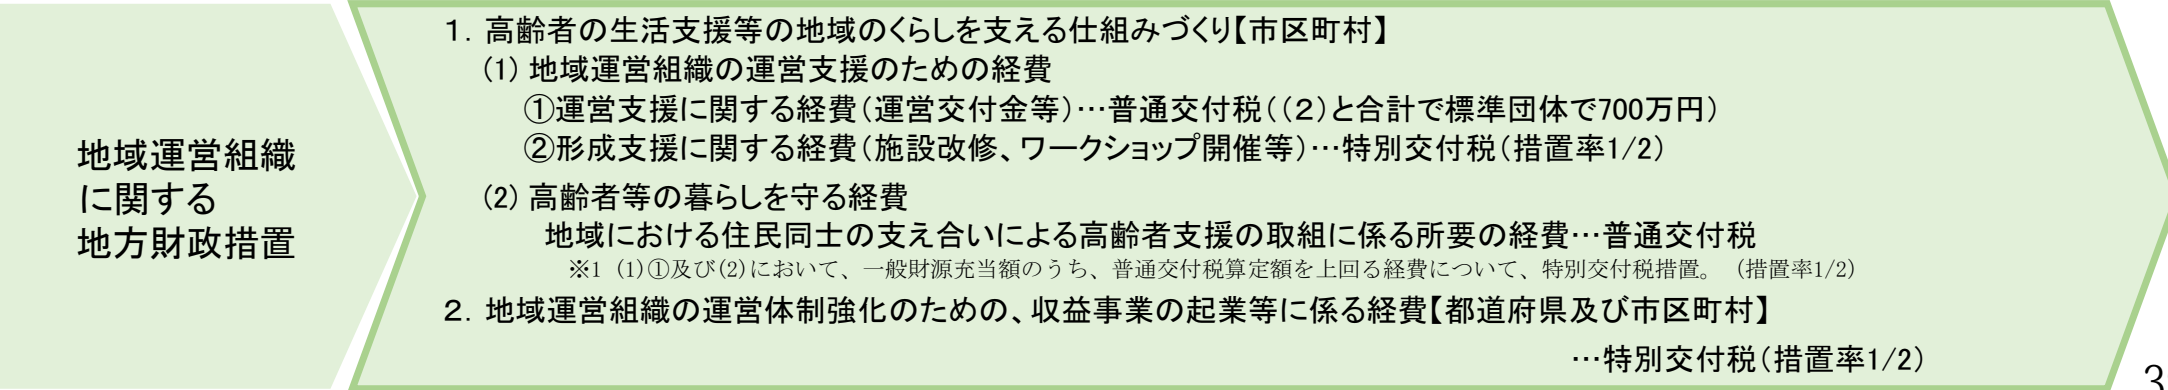 地域運営組織
に関する
地方財政措置
１．高齢者の生活支援等の地域のくらしを支える仕組みづくり【市区町村】
(1) 地域運営組織の運営支援のための経費
①運営支援に関する経費（運営交付金等）…普通交付税（（２）と合計で標準団体で700万円）
②形成支援に関する経費（施設改修、ワークショップ開催等）…特別交付税（措置率1/2）
(2) 高齢者等の暮らしを守る経費
地域における住民同士の支え合いによる高齢者支援の取組に係る所要の経費…普通交付税
※1 (1)①及び(2)において、一般財源充当額のうち、普通交付税算定額を上回る経費について、特別交付税措置。（措置率1/2）
２．地域運営組織の運営体制強化のための、収益事業の起業等に係る経費【都道府県及び市区町村】
…特別交付税（措置率1/2）
3